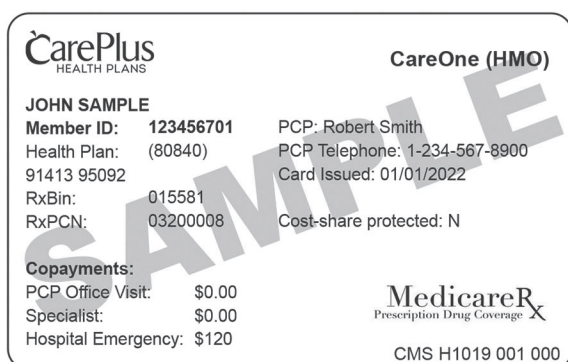 CarePlus
HEALTH PLANS
CareOne (HMO)
JOHN SAMPLE
Member ID: 123456701
Health Plan: (80840)
91413 95092
RxBin: 015581
RxPCN: 03200008
PCP: Robert Smith
PCP Telephone: 1-234-567-8900
Card Issued: 01/01/2022
Cost-share protected: N
Copayments:
PCP Office Visit: $0.00
Specialist: $0.00
Hospital Emergency: $120
MedicareRx
Prescription Drug Coverage
CMS H1019 001 000
SAMPLE